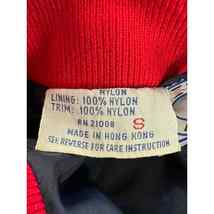 NYLON
LINING: 100% NYLON
TRIM: 100% NYLON
RN 21008 S
MADE IN HONG KONG
SEE REVERSE FOR CARE INSTRUCTION